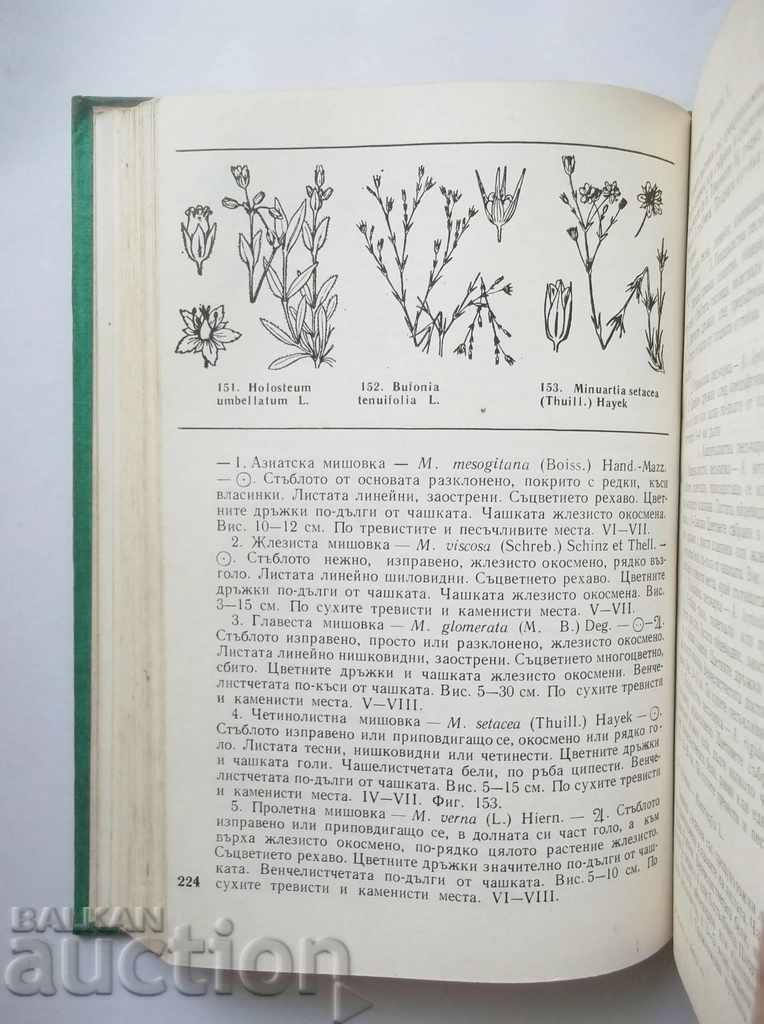 151. Holosteum
umbellatum L.
152. Bufonia
tenuifolia L.
153. Minuartia setacea
(Thuill.) Hayek
— 1. Азиатска мишовка — M. mesogitana (Boiss.) Hand.-Mazz.
— ⨀. Стъблото от основата разклонено, покрито с редки, къси
власинки. Листата линейни, заострени. Съцветието рехаво. Цвет-
ните дръжки по-дълги от чашката. Чашката жлезисто окосмена.
Вис. 10—12 см. По тревистите и песъчливите места. VI—VII.
2. Жлезиста мишовка — M. viscosa (Schreb.) Schinz et Thell. -
⨀. Стъблото нежно, изправено, жлезисто окосмено, рядко въз-
голо. Листата линейно шиловидни. Съцветието рехаво. Цветните
дръжки по-дълги от чашката. Чашката жлезисто окосмена. Вис.
3—15 см. По сухите тревисти и каменисти места. V—VII.
3. Главеста мишовка — M. glomerata (M. B.) Deg. — ⨀—♃.
Стъблото изправено, просто или разклонено, жлезисто окосмено.
Листата линейно нишковидни, заострени. Съцветието многоцветно,
сбито. Цветните дръжки и чашката жлезисто окосмени. Венче-
листчетата по-къси от чашката. Вис. 5—30 см. По сухите тревисти
и каменисти места. V—VIII.
4. Четинолистна мишовка — M. setacea (Thuill.) Hayek — ⨀.
Стъблото изправено или приповдигащо се, окосмено или рядко го-
ло. Листата тесни, нишковидни или четинести. Цветните дръжки
и чашката голи. Чашелистчетата бели, по ръба ципести. Венче-
листчетата по-дълги от чашката. Вис. 5—15 см. По сухите тревисти
и каменисти места. IV—VII. Фиг. 153.
5. Пролетна мишовка — M. verna (L.) Hiern. — ♃. Стъблото
изправено или приповдигащо се, в долната си част голо, а към
върха жлезисто окосмено, по-рядко цялото растение жлезисто.
Съцветието рехаво. Цветните дръжки значително по-дълги от чаш-
ката. Венчелистчетата по-дълги от чашката. Вис. 5—10 см. По
сухите тревисти и каменисти места. VI—VIII.
224
BALKAN
auction